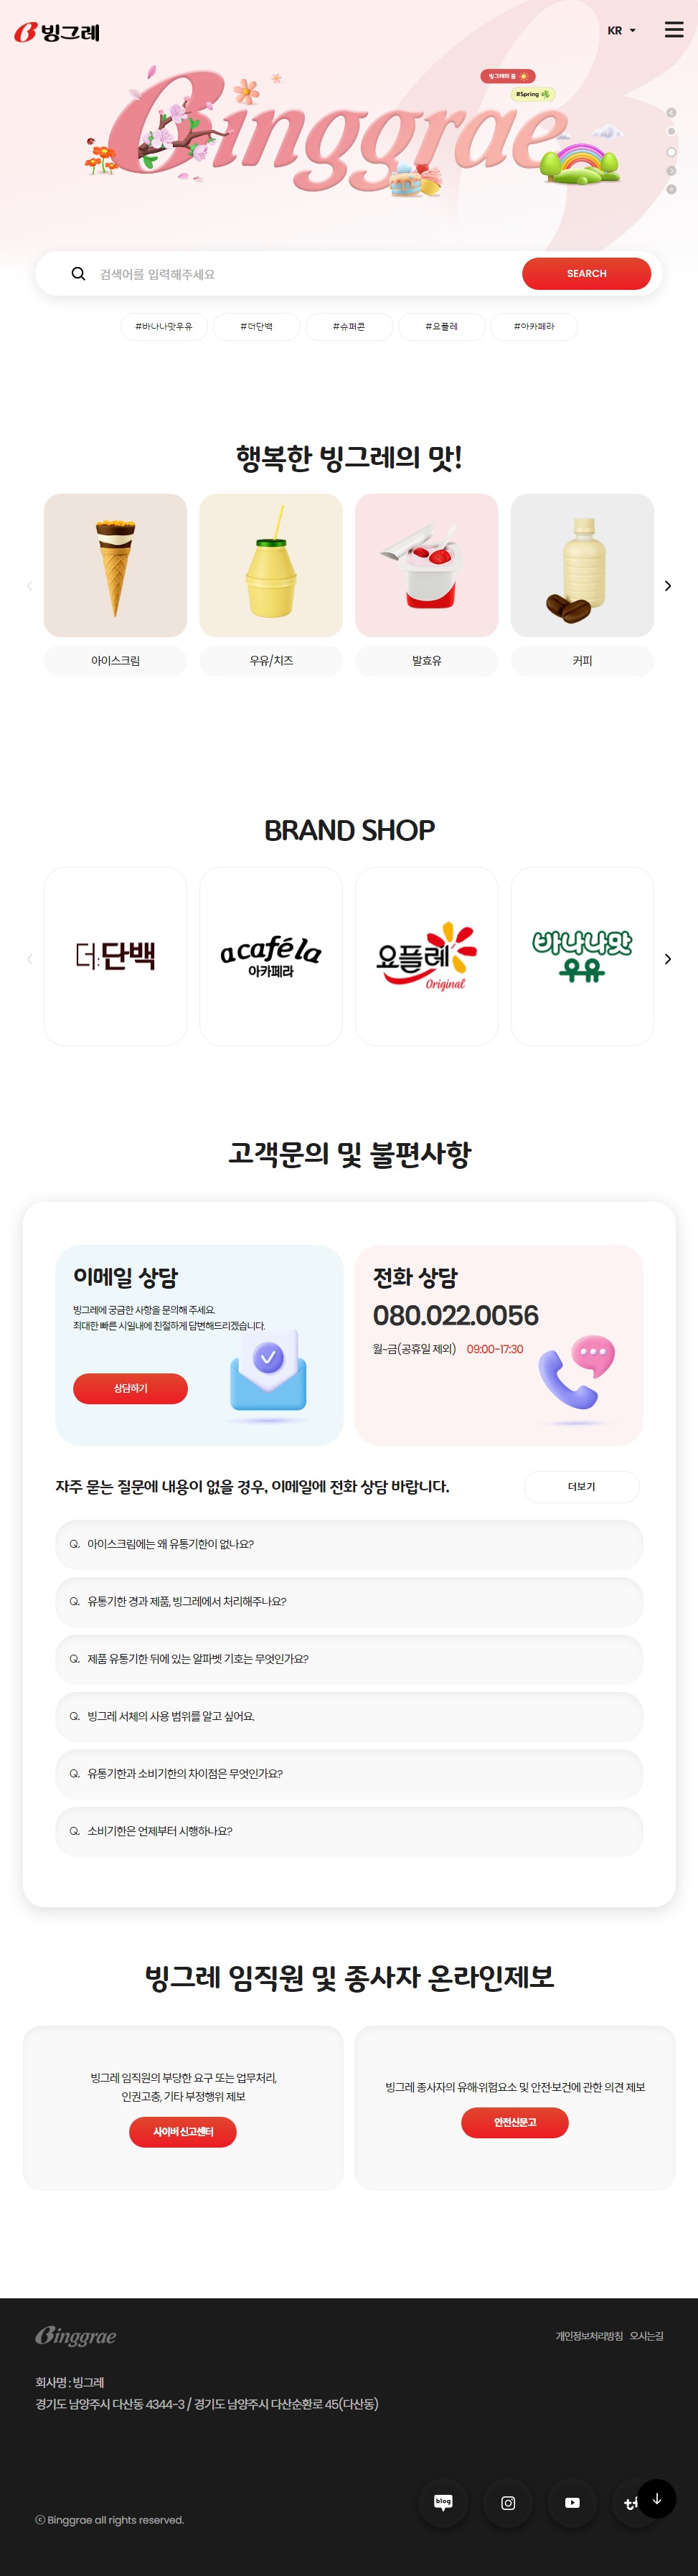 빙그레
KR
빙그레의 봄
#Spring
Binggrae
검색어를 입력해주세요
SEARCH
#바나나맛우유
#더단백
#슈퍼콘
#요플레
#아카페라
행복한 빙그레의 맛!
아이스크림
우유/치즈
발효유
커피
BRAND SHOP
더:단백
acaféla
아카페라
요플레
Original
바나나맛
우유
고객문의 및 불편사항
이메일 상담
빙그레에 궁금한 사항을 문의해 주세요.
최대한 빠른 시일내에 친절하게 답변해드리겠습니다.
상담하기
전화 상담
080.022.0056
월~금(공휴일 제외) 09:00-17:30
자주 묻는 질문에 내용이 없을 경우, 이메일에 전화 상담 바랍니다.
더보기
Q. 아이스크림에는 왜 유통기한이 없나요?
Q. 유통기한 경과 제품, 빙그레에서 처리해주나요?
Q. 제품 유통기한 뒤에 있는 알파벳 기호는 무엇인가요?
Q. 빙그레 서체의 사용 범위를 알고 싶어요.
Q. 유통기한과 소비기한의 차이점은 무엇인가요?
Q. 소비기한은 언제부터 시행하나요?
빙그레 임직원 및 종사자 온라인제보
빙그레 임직원의 부당한 요구 또는 업무처리,
인권고충, 기타 부정행위 제보
사이버 신고센터
빙그레 종사자의 유해·위험요소 및 안전·보건에 관한 의견 제보
안전신문고
Binggrae
개인정보처리방침 오시는길
회사명 : 빙그레
경기도 남양주시 다산동 4344-3 / 경기도 남양주시 다산순환로 45(다산동)
blog
ⓒ Binggrae all rights reserved.